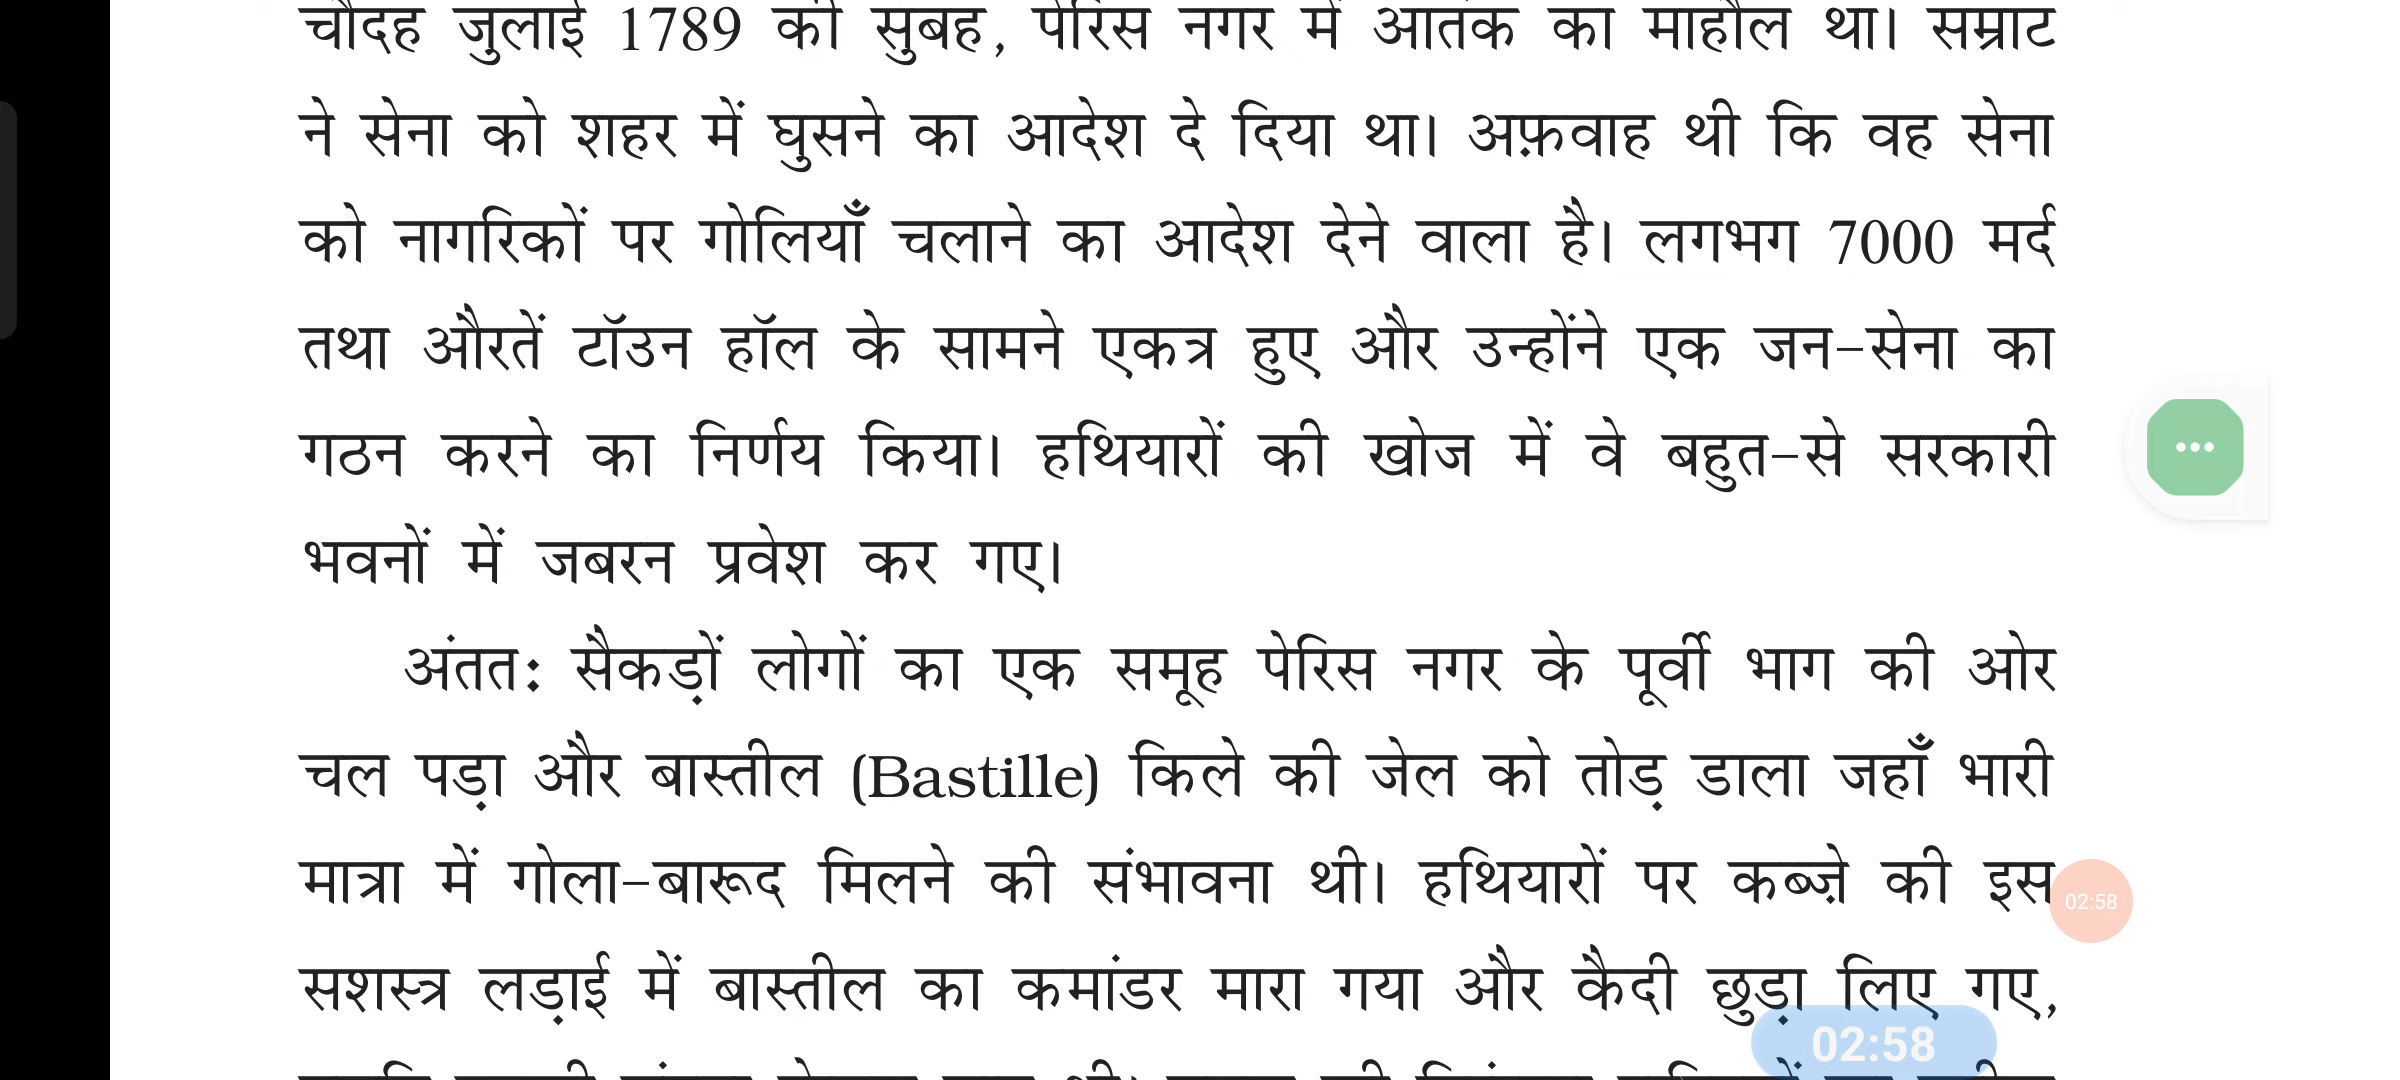 चौदह जुलाई 1789 की सुबह, पेरिस नगर में आतंक का माहौल था। सम्राट
ने सेना को शहर में घुसने का आदेश दे दिया था। अफ़वाह थी कि वह सेना
को नागरिकों पर गोलियाँ चलाने का आदेश देने वाला है। लगभग 7000 मर्द
तथा औरतें टॉउन हॉल के सामने एकत्र हुए और उन्होंने एक जन-सेना का
गठन करने का निर्णय किया। हथियारों की खोज में वे बहुत-से सरकारी
भवनों में जबरन प्रवेश कर गए।
अंततः सैकड़ों लोगों का एक समूह पेरिस नगर के पूर्वी भाग की ओर
चल पड़ा और बास्तील (Bastille) किले की जेल को तोड़ डाला जहाँ भारी
मात्रा में गोला-बारूद मिलने की संभावना थी। हथियारों पर कब्ज़े की इस
02:58
सशस्त्र लड़ाई में बास्तील का कमांडर मारा गया और कैदी छुड़ा लिए गए,
02:58